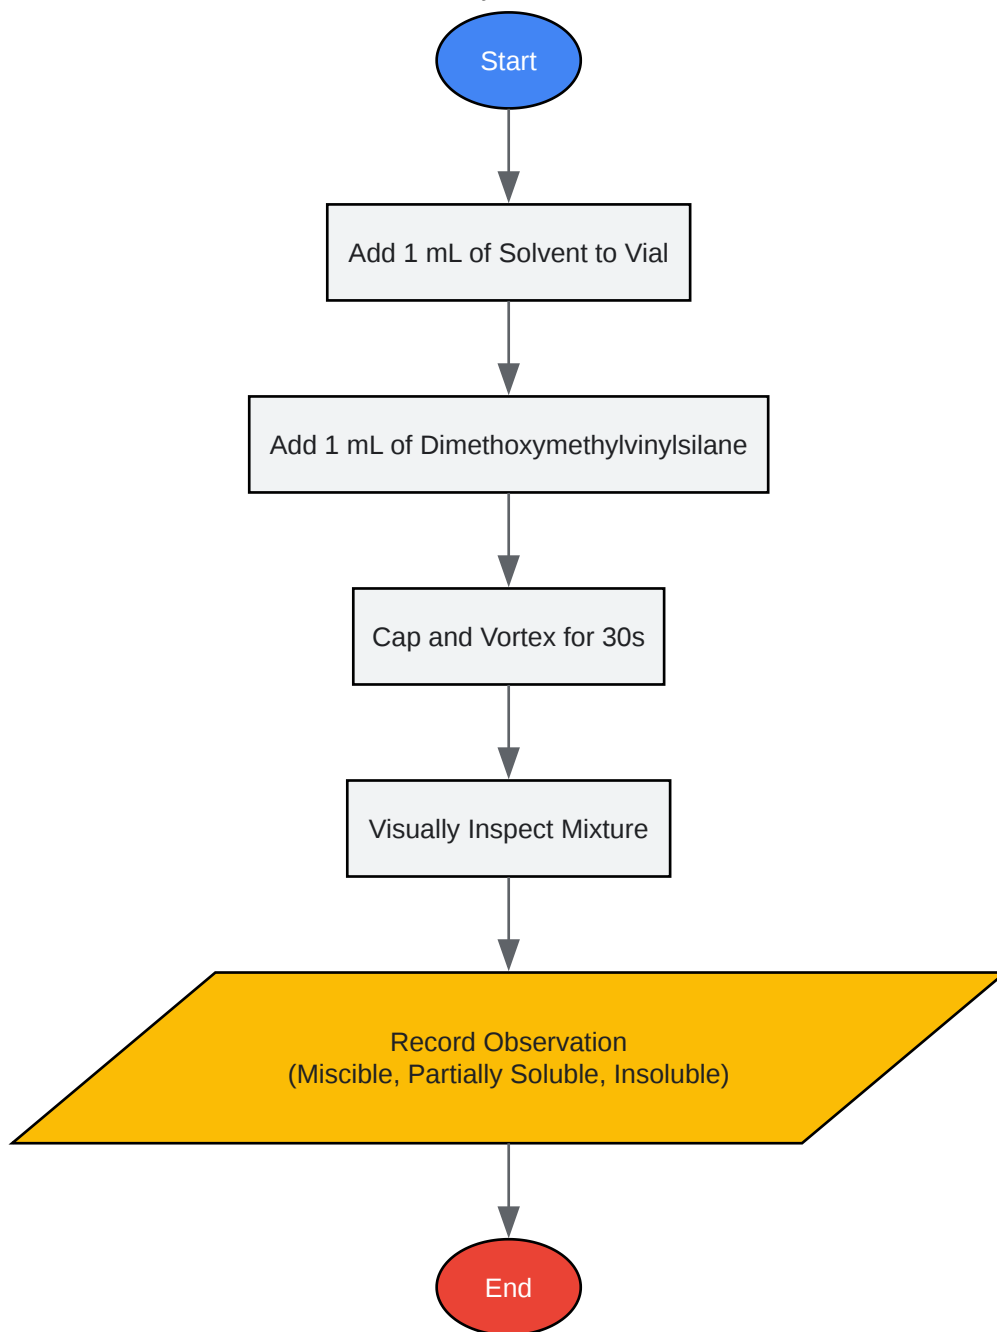 Start
Add 1 mL of Solvent to Vial
Add 1 mL of Dimethoxymethylvinylsilane
Cap and Vortex for 30s
Visually Inspect Mixture
Record Observation
(Miscible, Partially Soluble, Insoluble)
End